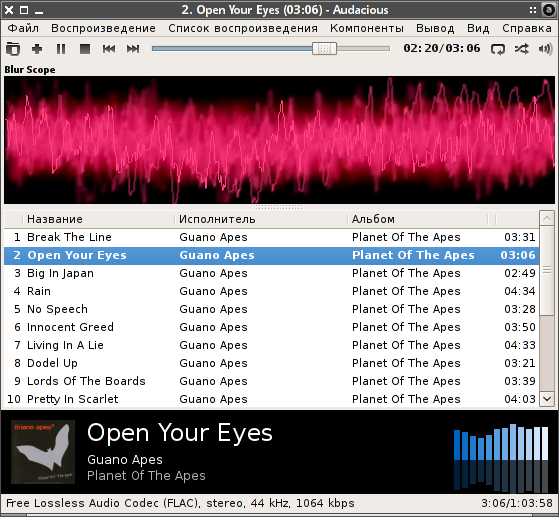 2. Open Your Eyes (03:06) - Audacious
Файл Воспроизведение Список воспроизведения Компоненты Вывод Вид Справка
02:20/03:06
Blur Scope
Название Исполнитель Альбом
1 Break The Line Guano Apes Planet Of The Apes 03:31
2 Open Your Eyes Guano Apes Planet Of The Apes 03:06
3 Big In Japan Guano Apes Planet Of The Apes 02:49
4 Rain Guano Apes Planet Of The Apes 04:34
5 No Speech Guano Apes Planet Of The Apes 03:28
6 Innocent Greed Guano Apes Planet Of The Apes 03:50
7 Living In A Lie Guano Apes Planet Of The Apes 04:33
8 Dodel Up Guano Apes Planet Of The Apes 03:21
9 Lords Of The Boards Guano Apes Planet Of The Apes 03:39
10 Pretty In Scarlet Guano Apes Planet Of The Apes 04:03
guano apes
Open Your Eyes
Guano Apes
Planet Of The Apes
Free Lossless Audio Codec (FLAC), stereo, 44 kHz, 1064 kbps 3:06/1:03:58